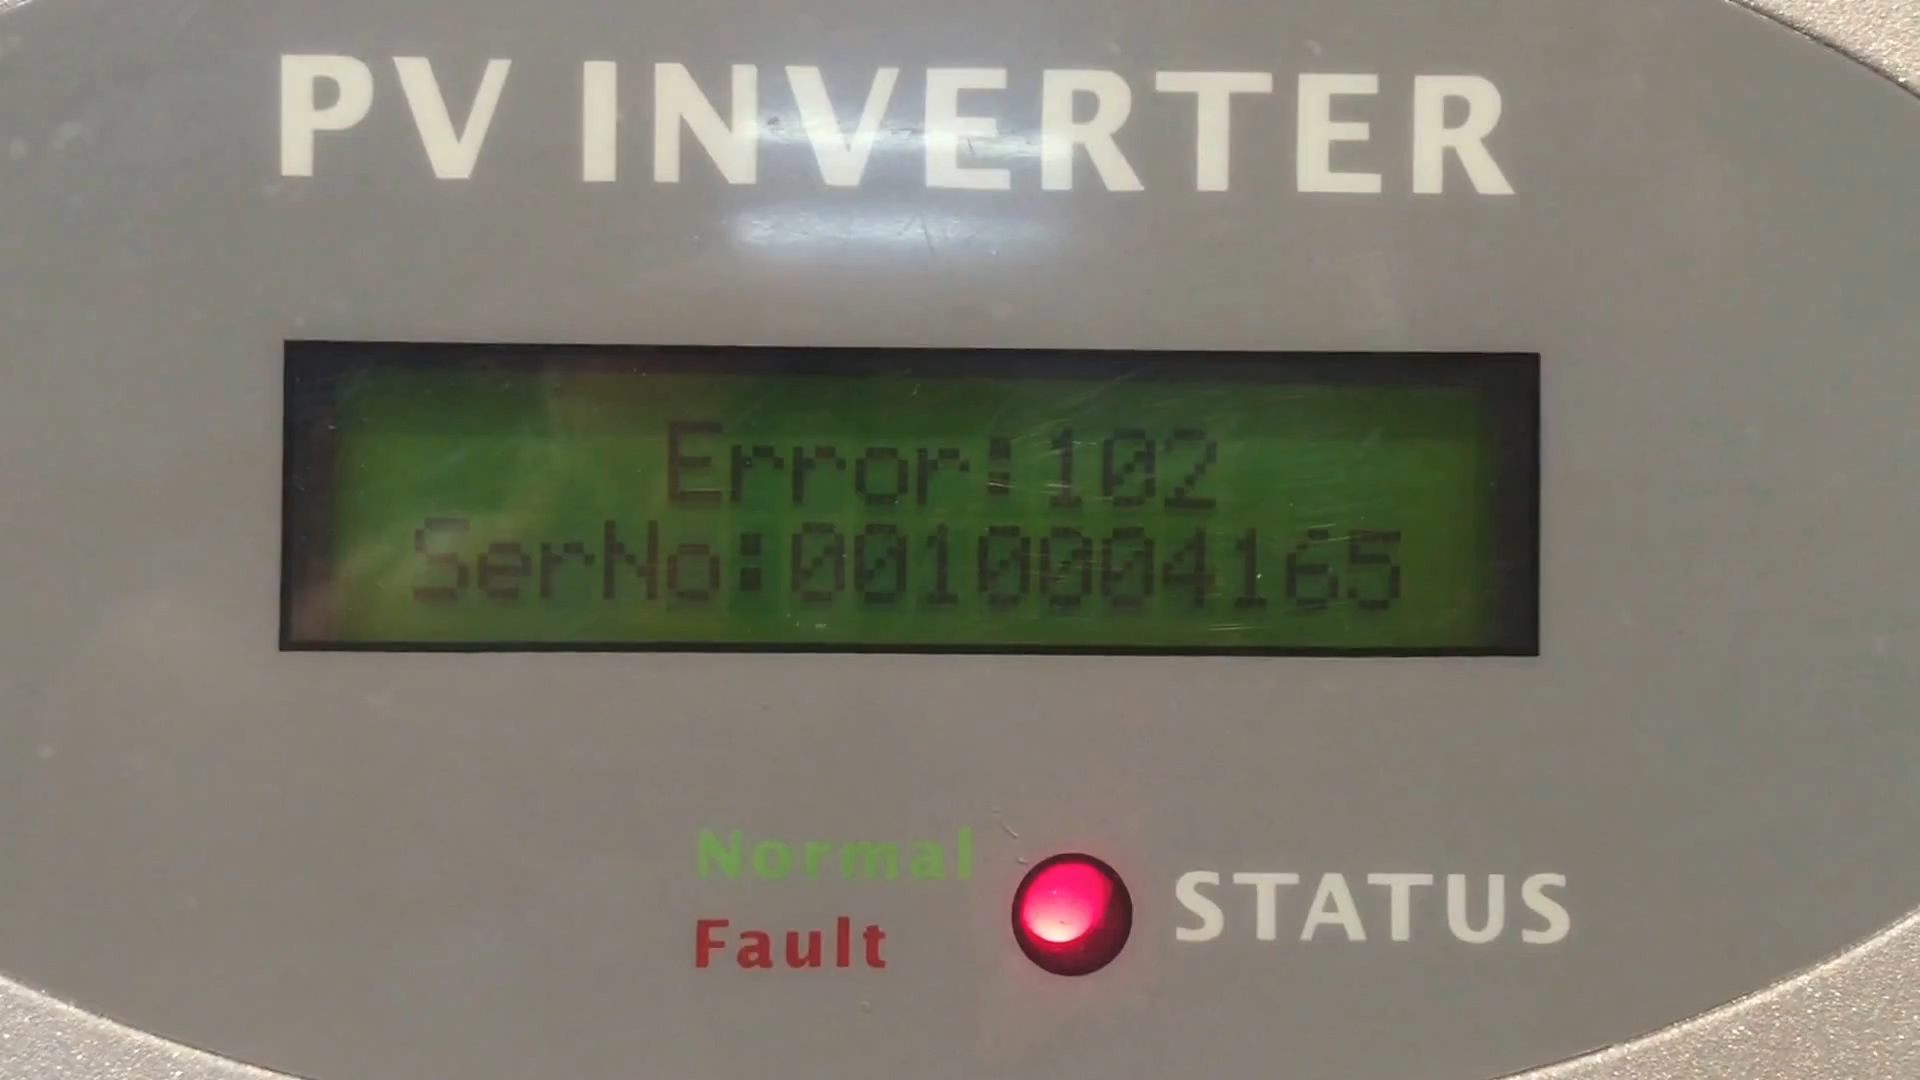 PV INVERTER
Error:102
SerNo:0010004165
Normal
Fault
STATUS